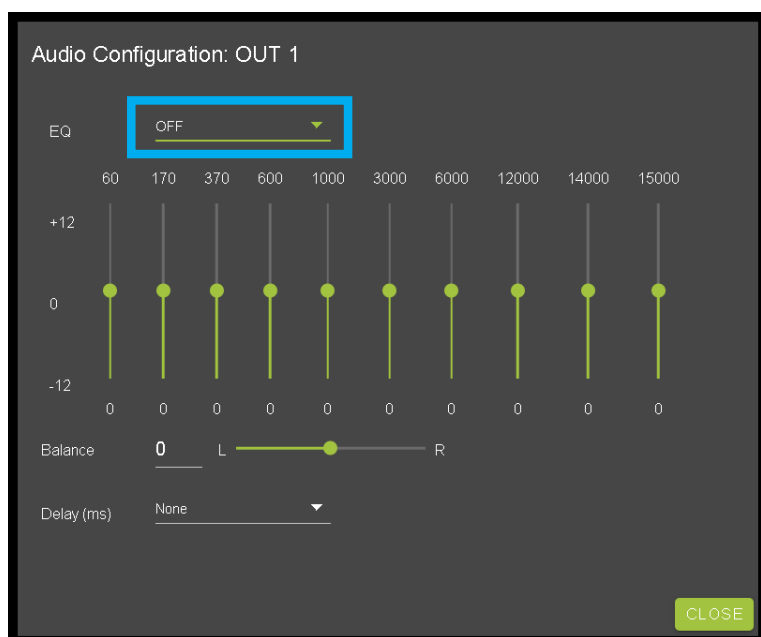 Audio Configuration: OUT 1
EQ OFF
60 170 370 600 1000 3000 6000 12000 14000 15000
+12
0
-12
0 0 0 0 0 0 0 0 0 0
Balance 0 L R
Delay (ms) None
CLOSE